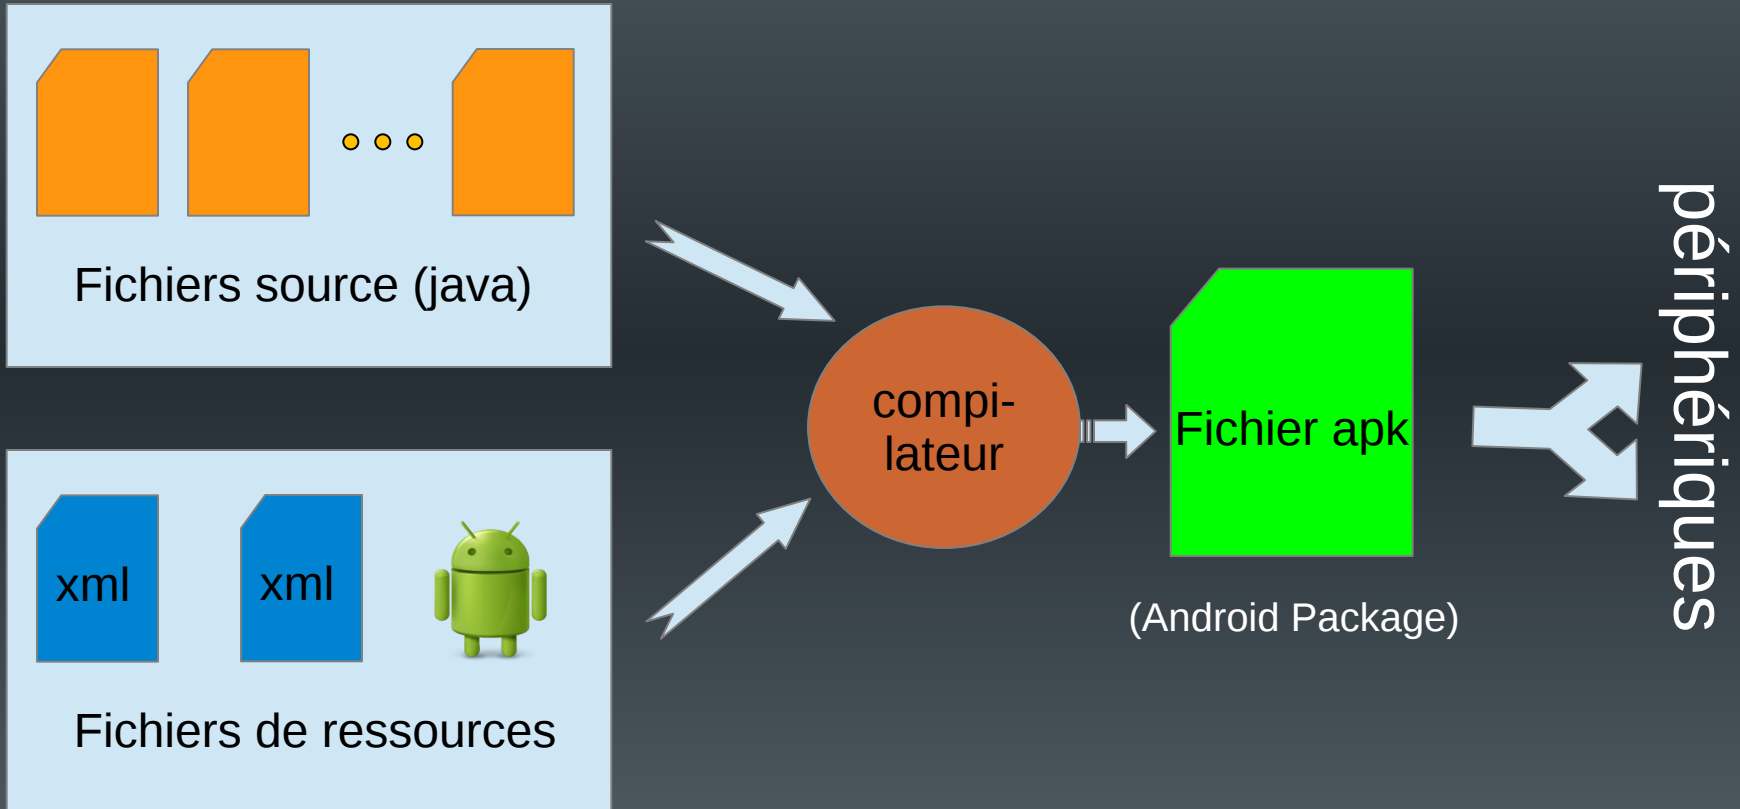 Fichiers source (java)
xml
xml
Fichiers de ressources
compi-
lateur
Fichier apk
(Android Package)
périphériques